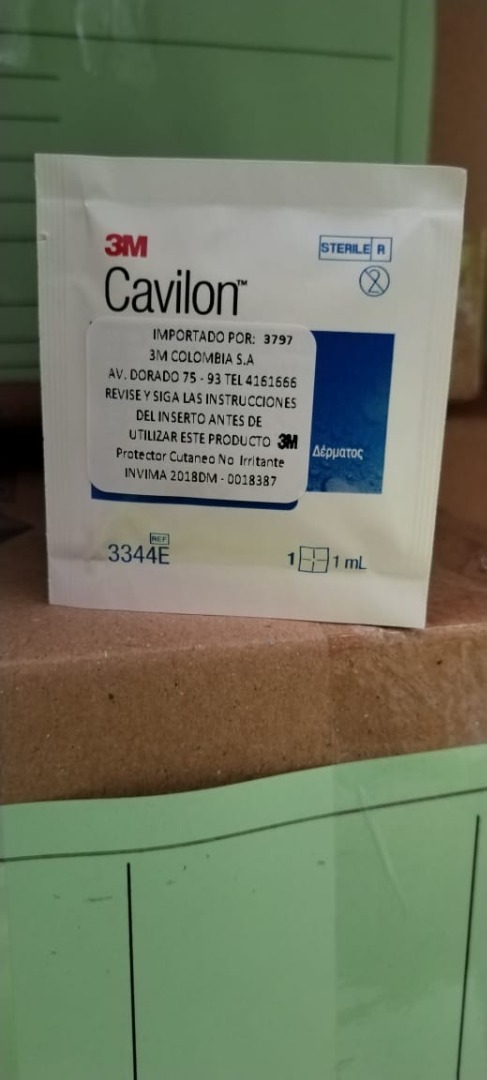 3M
Cavilon™
STERILE R
2
IMPORTADO POR: 3797
3M COLOMBIA S.A
AV. DORADO 75 - 93 TEL 4161666
REVISE Y SIGA LAS INSTRUCCIONES
DEL INSERTO ANTES DE
UTILIZAR ESTE PRODUCTO 3M
Protector Cutaneo No Irritante
INVIMA 2018DM - 0018387
Δέρματος
REF
3344E
1 1 mL